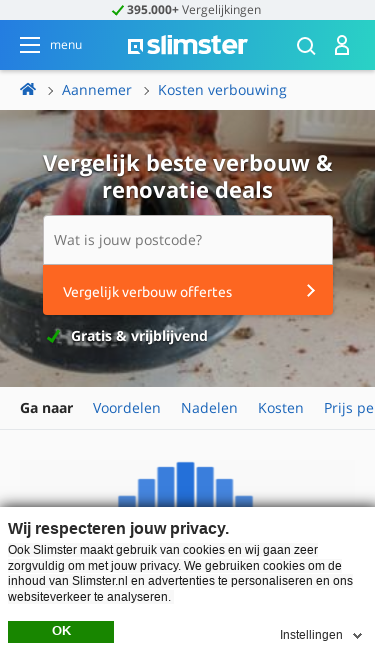 395.000+ Vergelijkingen
menu
slimster
Aannemer
Kosten verbouwing
Vergelijk beste verbouw &
renovatie deals
Wat is jouw postcode?
Vergelijk verbouw offertes
Gratis & vrijblijvend
Ga naar Voordelen Nadelen Kosten Prijs pe
Wij respecteren jouw privacy.
Ook Slimster maakt gebruik van cookies en wij gaan zeer
zorgvuldig om met jouw privacy. We gebruiken cookies om de
inhoud van Slimster.nl en advertenties te personaliseren en ons
websiteverkeer te analyseren.
OK
Instellingen